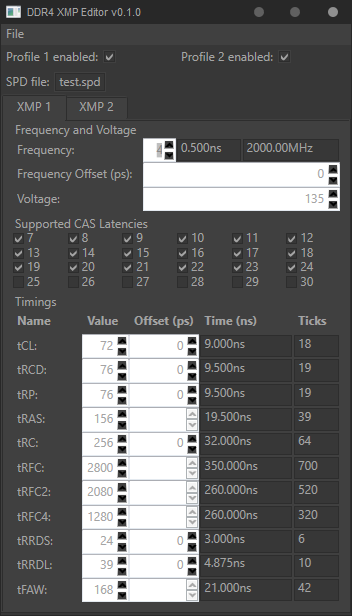 DDR4 XMP Editor v0.1.0
File
Profile 1 enabled: Profile 2 enabled:
SPD file: test.spd
XMP 1 XMP 2
Frequency and Voltage
Frequency: 4 0.500ns 2000.00MHz
Frequency Offset (ps): 0
Voltage: 135
Supported CAS Latencies
7 8 9 10 11 12
13 14 15 16 17 18
19 20 21 22 23 24
25 26 27 28 29 30
Timings
Name Value Offset (ps) Time (ns) Ticks
tCL: 72 0 9.000ns 18
tRCD: 76 0 9.500ns 19
tRP: 76 0 9.500ns 19
tRAS: 156 19.500ns 39
tRC: 256 0 32.000ns 64
tRFC: 2800 350.000ns 700
tRFC2: 2080 260.000ns 520
tRFC4: 1280 260.000ns 320
tRRDS: 24 0 3.000ns 6
tRRDL: 39 0 4.875ns 10
tFAW: 168 21.000ns 42